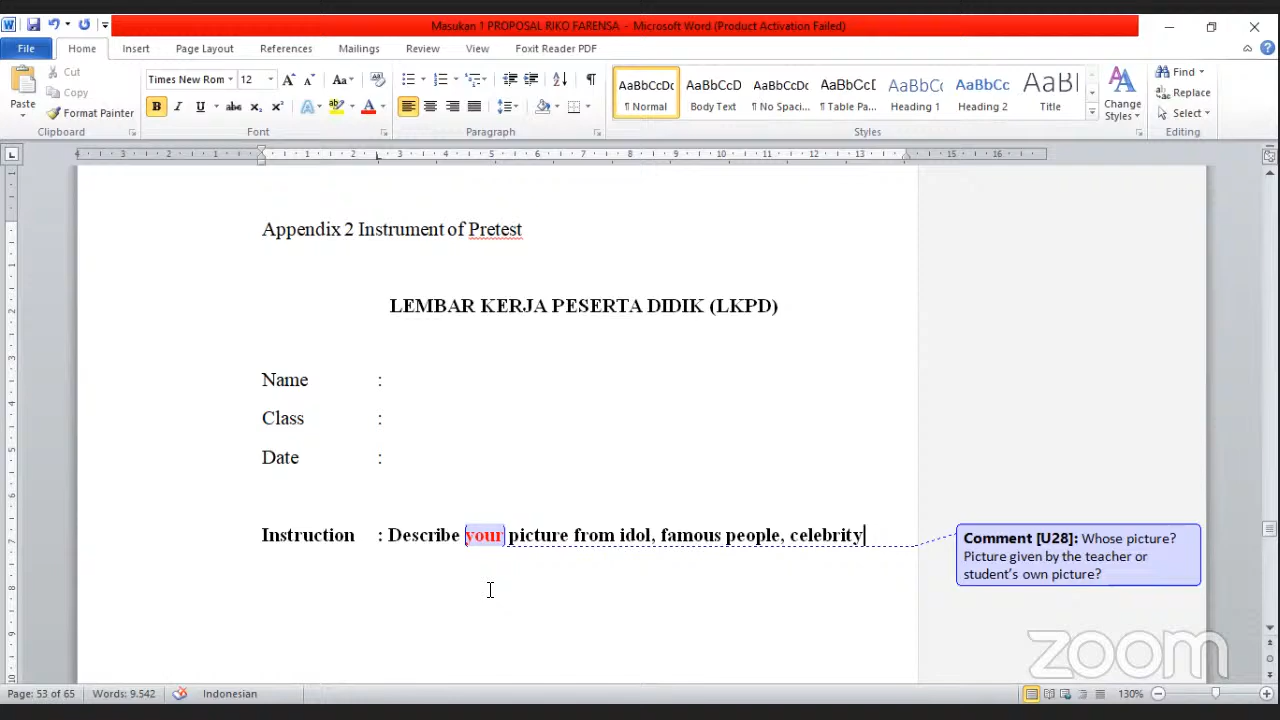 Masukan 1 PROPOSAL RIKO FARENSA - Microsoft Word (Product Activation Failed)
File Home Insert Page Layout References Mailings Review View Foxit Reader PDF
Paste
Cut
Copy
Format Painter
Clipboard
Times New Rom 12
Font
Paragraph
AaBbCcDc AaBbCcD AaBbCcDc AaBbCcD AaBbCc AaBbCc AaBI
¶ Normal Body Text ¶ No Spaci... ¶ Table Pa... Heading 1 Heading 2 Title
Change Styles
Styles
Find
Replace
Select
Editing
Appendix 2 Instrument of Pretest
LEMBAR KERJA PESERTA DIDIK (LKPD)
Name :
Class :
Date :
Instruction : Describe your picture from idol, famous people, celebrity
Comment [U28]: Whose picture?
Picture given by the teacher or
student's own picture?
zoom
Page: 53 of 65 Words: 9.542 Indonesian 130%